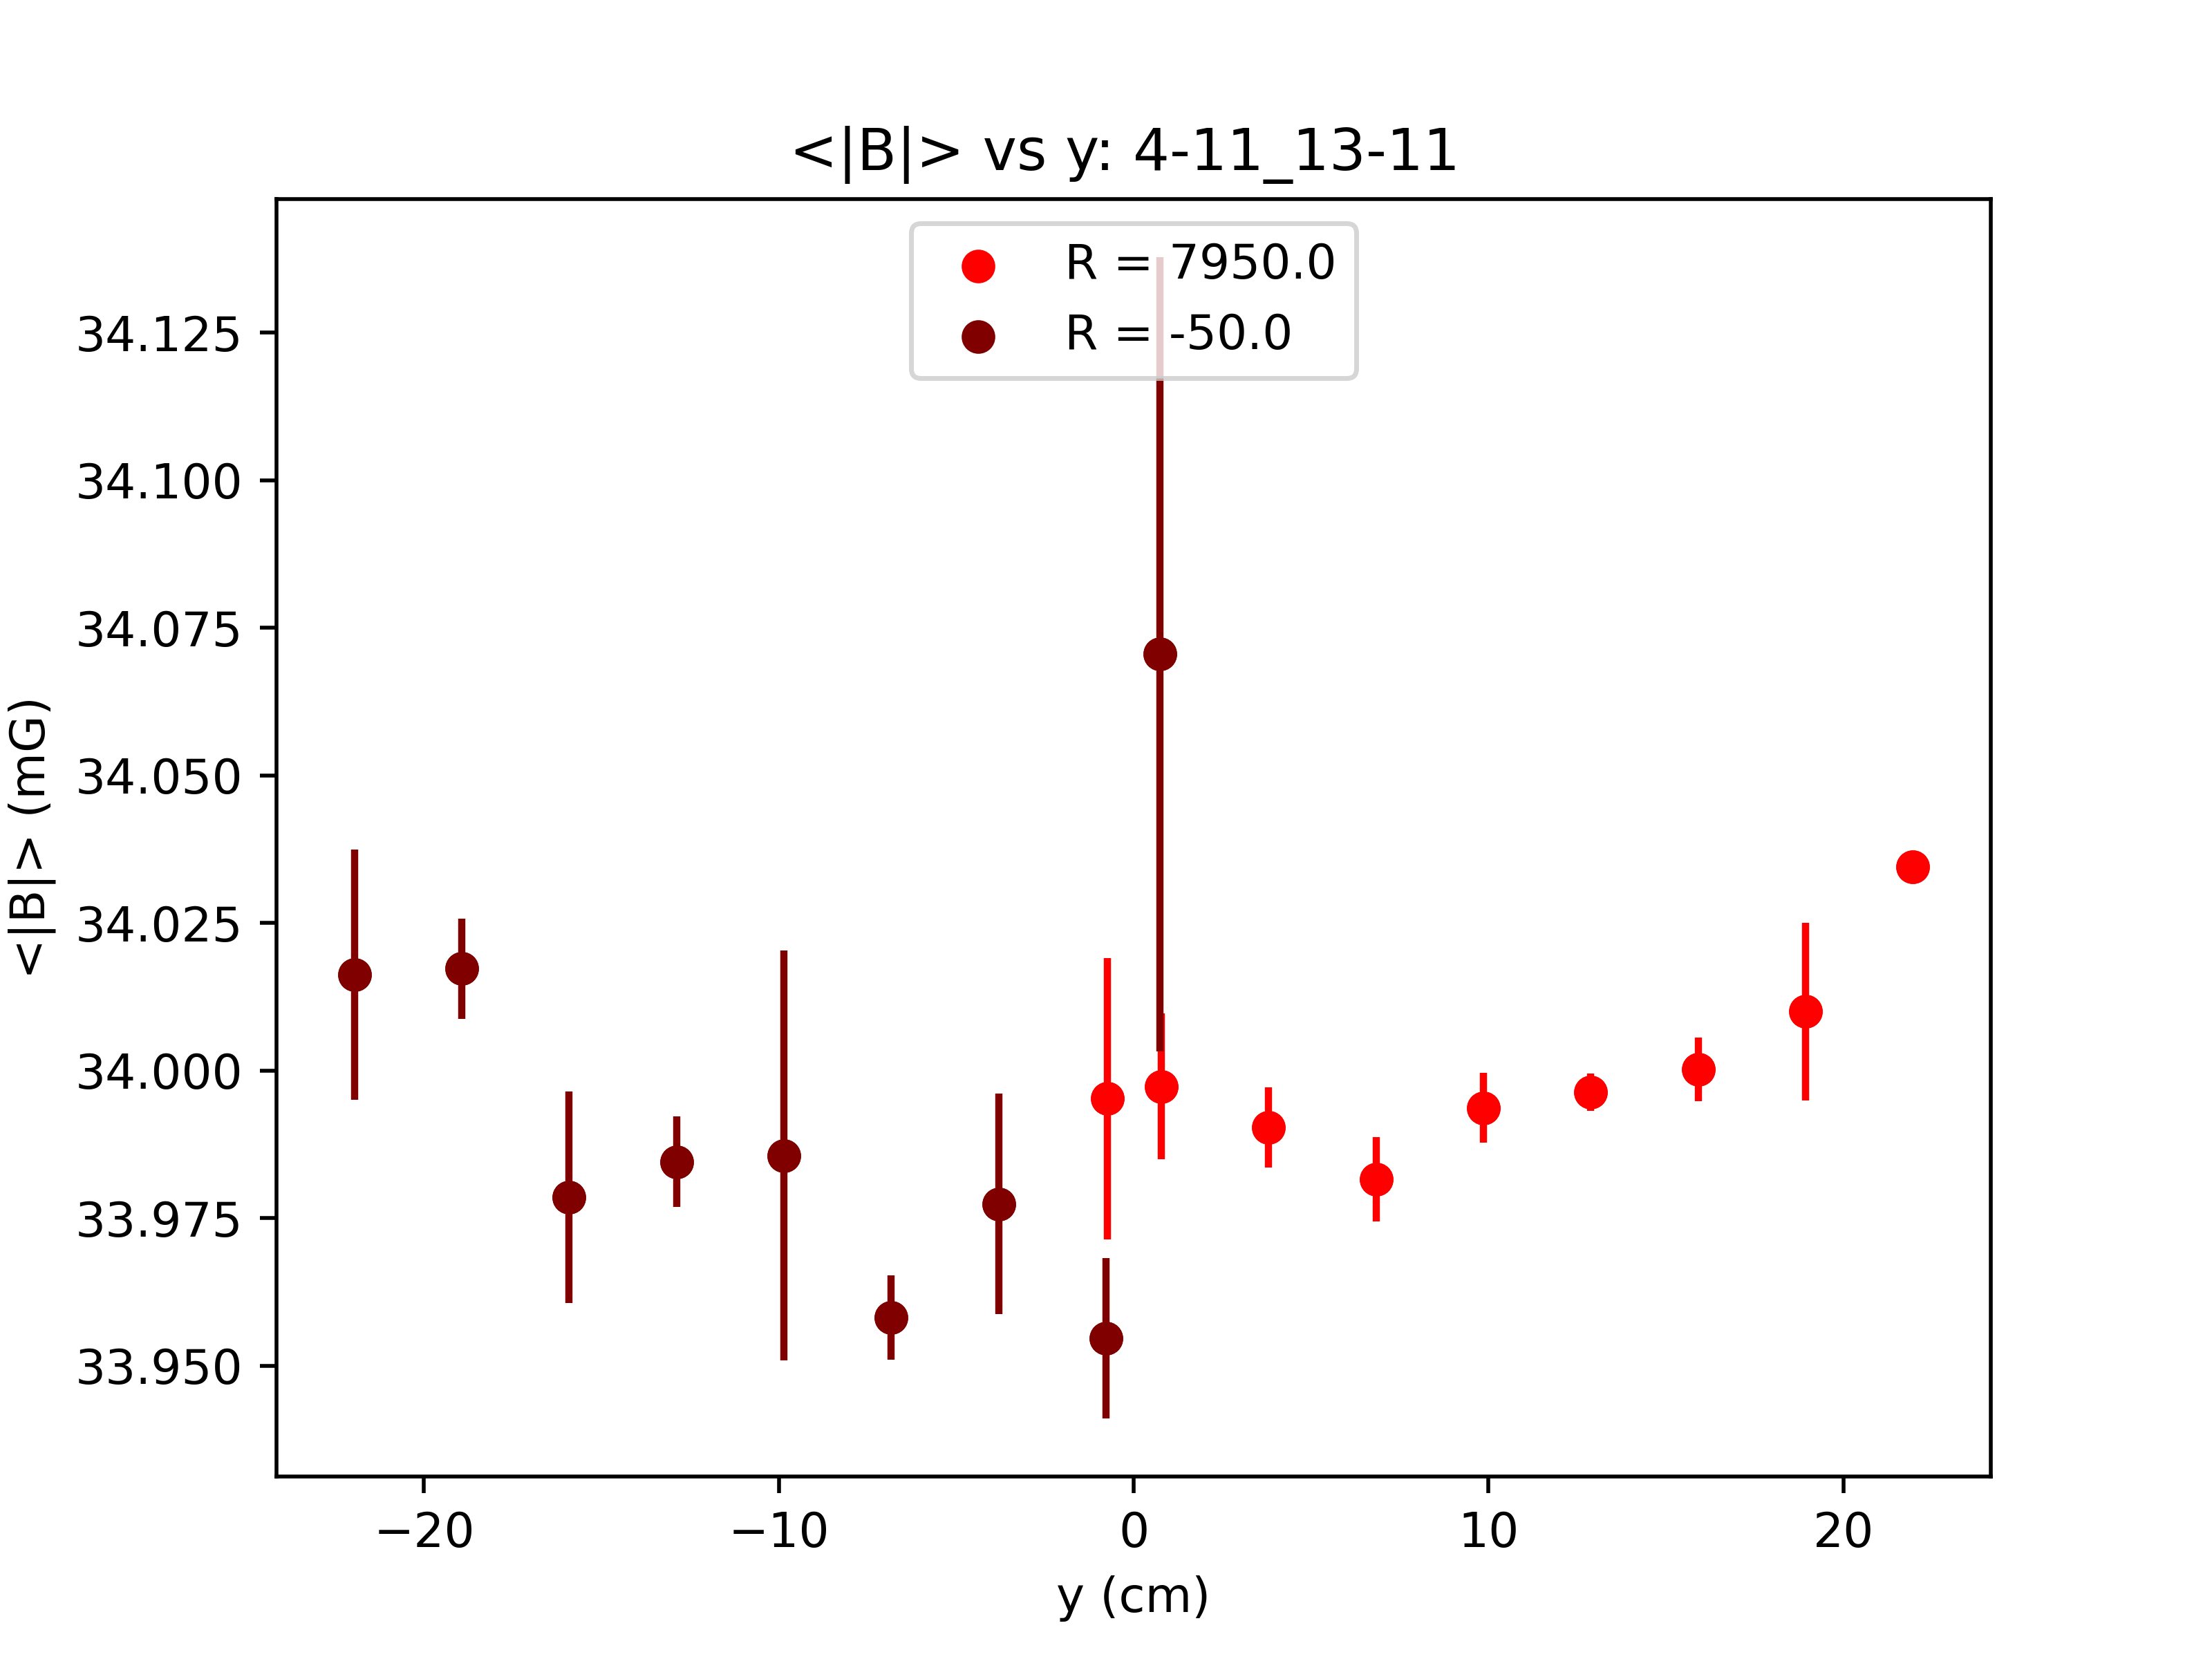 <|B|> vs y: 4-11_13-11
R = 7950.0
R = -50.0
34.125
34.100
34.075
34.050
34.025
34.000
33.975
33.950
<|B|> (mG)
−20
−10
0
10
20
y (cm)